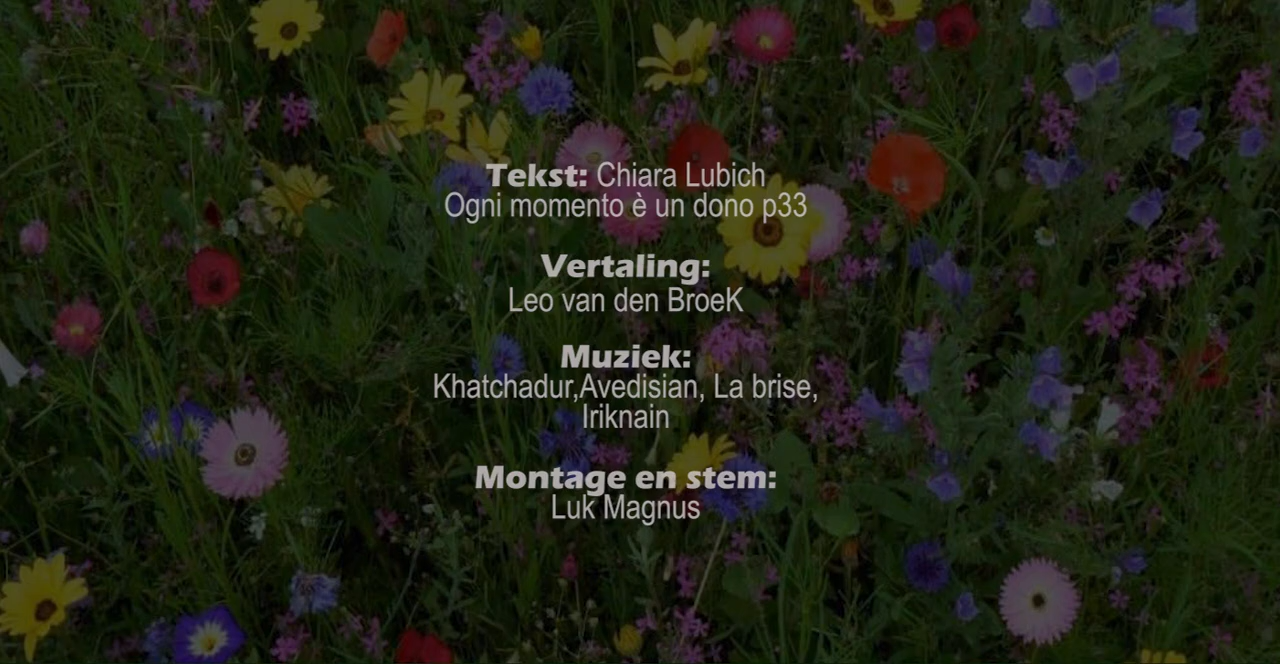 Tekst: Chiara Lubich
Ogni momento è un dono p33
Vertaling:
Leo van den BroeK
Muziek:
Khatchadur,Avedisian, La brise,
Iriknain
Montage en stem:
Luk Magnus